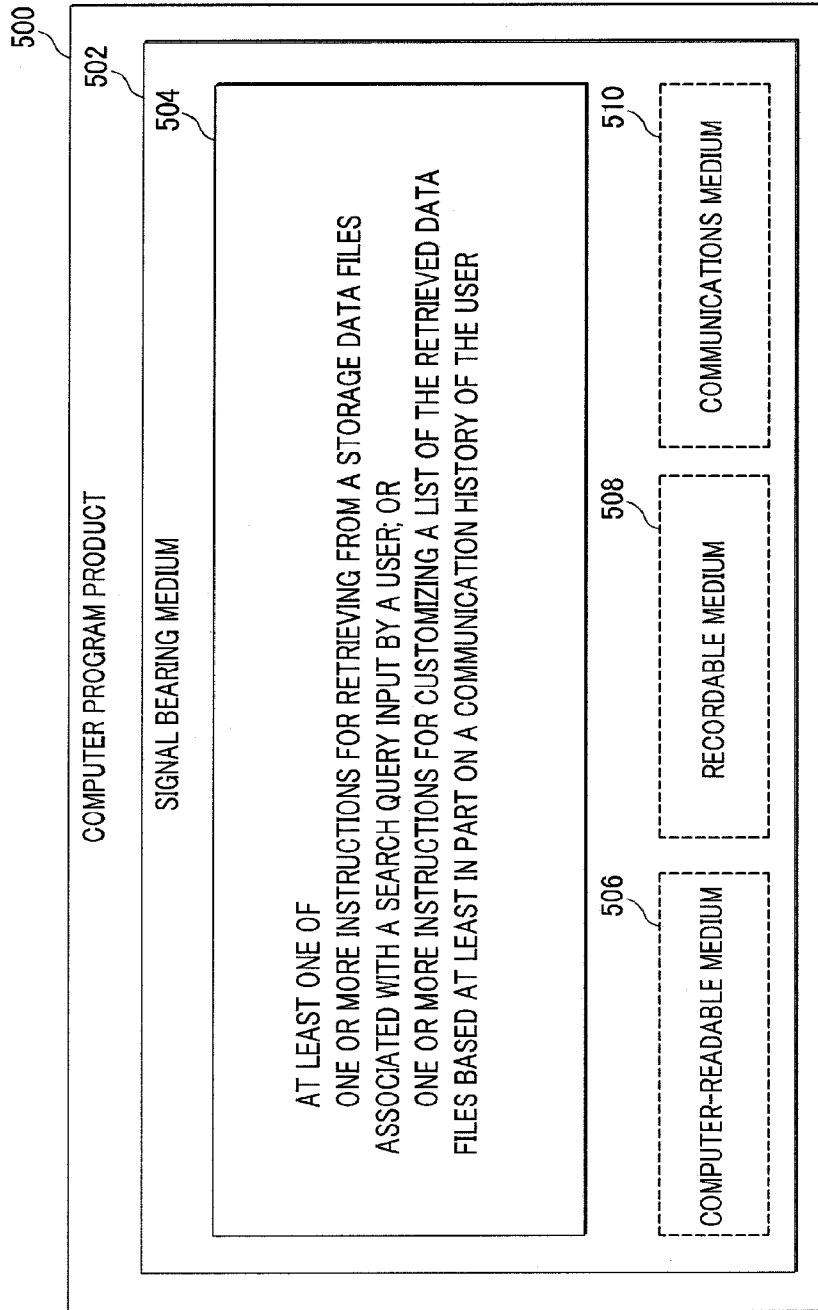 500
COMPUTER PROGRAM PRODUCT
502
SIGNAL BEARING MEDIUM
504
AT LEAST ONE OF
ONE OR MORE INSTRUCTIONS FOR RETRIEVING FROM A STORAGE DATA FILES
ASSOCIATED WITH A SEARCH QUERY INPUT BY A USER; OR
ONE OR MORE INSTRUCTIONS FOR CUSTOMIZING A LIST OF THE RETRIEVED DATA
FILES BASED AT LEAST IN PART ON A COMMUNICATION HISTORY OF THE USER
506
COMPUTER-READABLE MEDIUM
508
RECORDABLE MEDIUM
510
COMMUNICATIONS MEDIUM